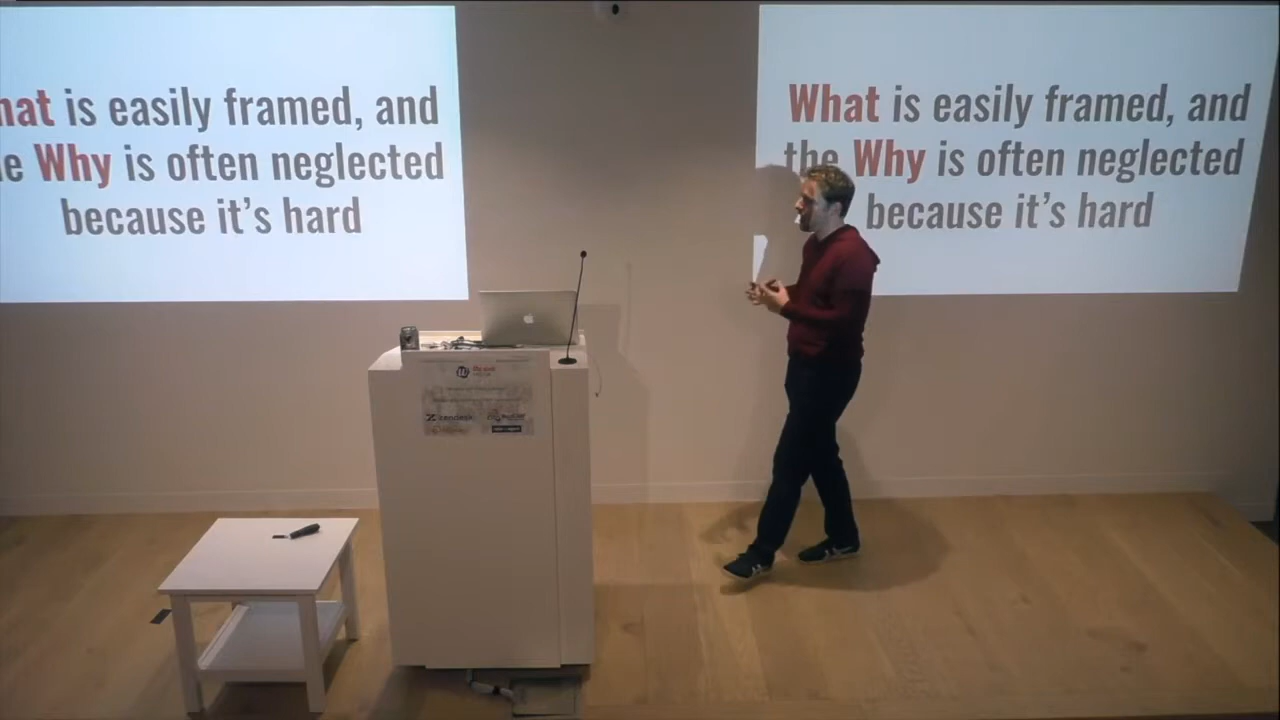 hat is easily framed, and
e Why is often neglected
because it's hard
What is easily framed, and
the Why is often neglected
because it's hard
zendesk